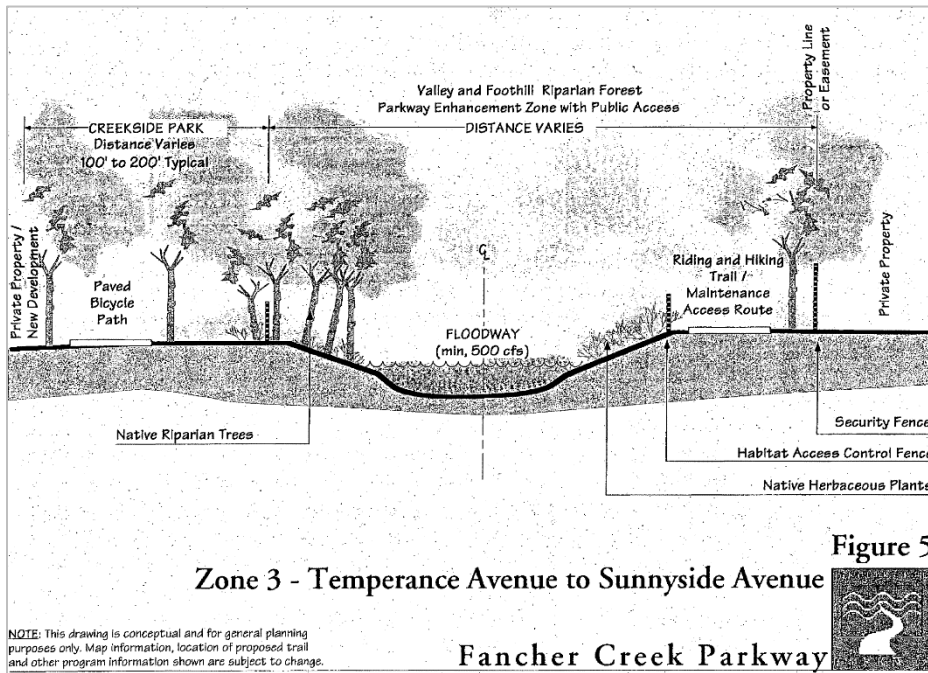 Property Line
or Easement
Valley and Foothill Riparian Forest
Parkway Enhancement Zone with Public Access
DISTANCE VARIES
CREEKSIDE PARK
Distance Varies
100' to 200' Typical
Private Property /
New Development
Paved
Bicycle
Path
℄
FLOODWAY
(min, 500 cfs)
Riding and Hiking
Trail /
Maintenance
Access Route
Private Property
Native Riparian Trees
Security Fence
Habitat Access Control Fence
Native Herbaceous Plants
Figure 5
Zone 3 - Temperance Avenue to Sunnyside Avenue
NOTE: This drawing is conceptual and for general planning
purposes only. Map information, location of proposed trail
and other program information shown are subject to change.
Fancher Creek Parkway